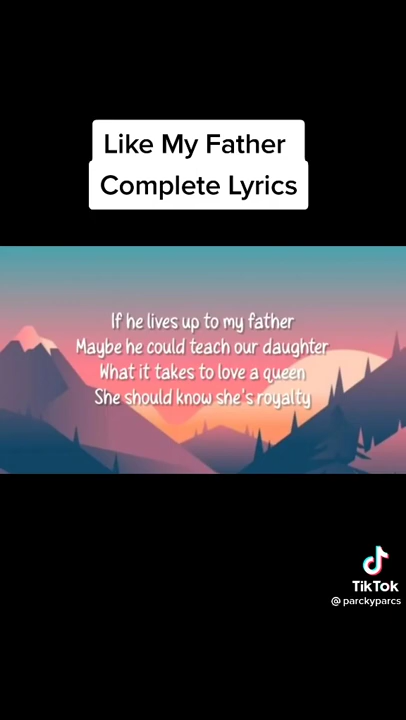 Like My Father
Complete Lyrics
If he lives up to my father
Maybe he could teach our daughter
What it takes to love a queen
She should know she's royalty
TikTok
@parckyparcs